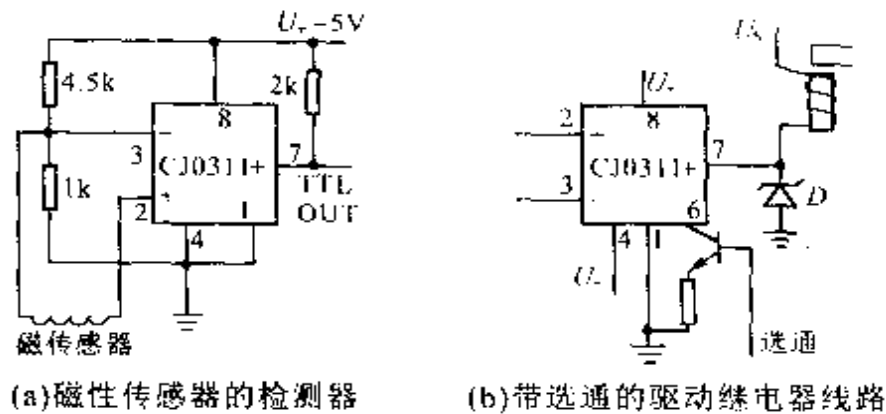 U₊-5V
4.5k
2k
8
3
7
CJ0311
TTL
OUT
1k
2
4
1
磁传感器
(a)磁性传感器的检测器
U₊
2
8
7
3
CJ0311
6
D
4
1
U₋
选通
(b)带选通的驱动继电器线路